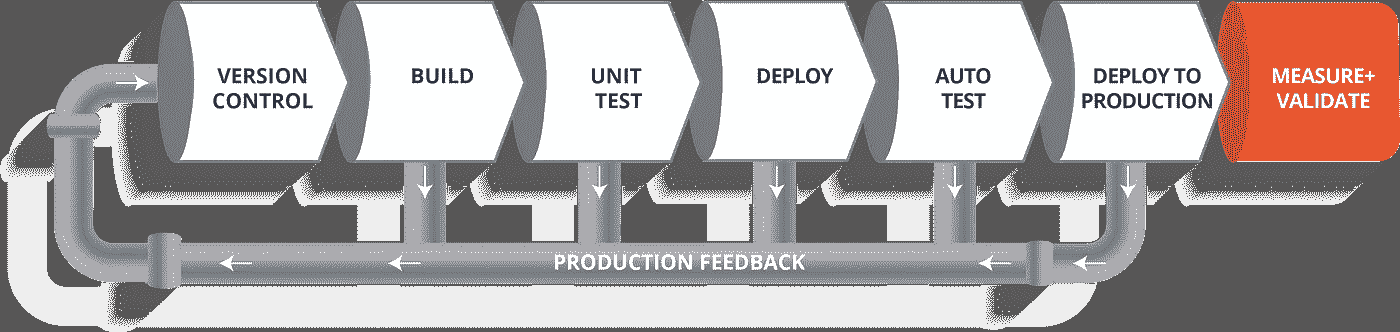 VERSION
CONTROL
BUILD
UNIT
TEST
DEPLOY
AUTO
TEST
DEPLOY TO
PRODUCTION
MEASURE+
VALIDATE
PRODUCTION FEEDBACK